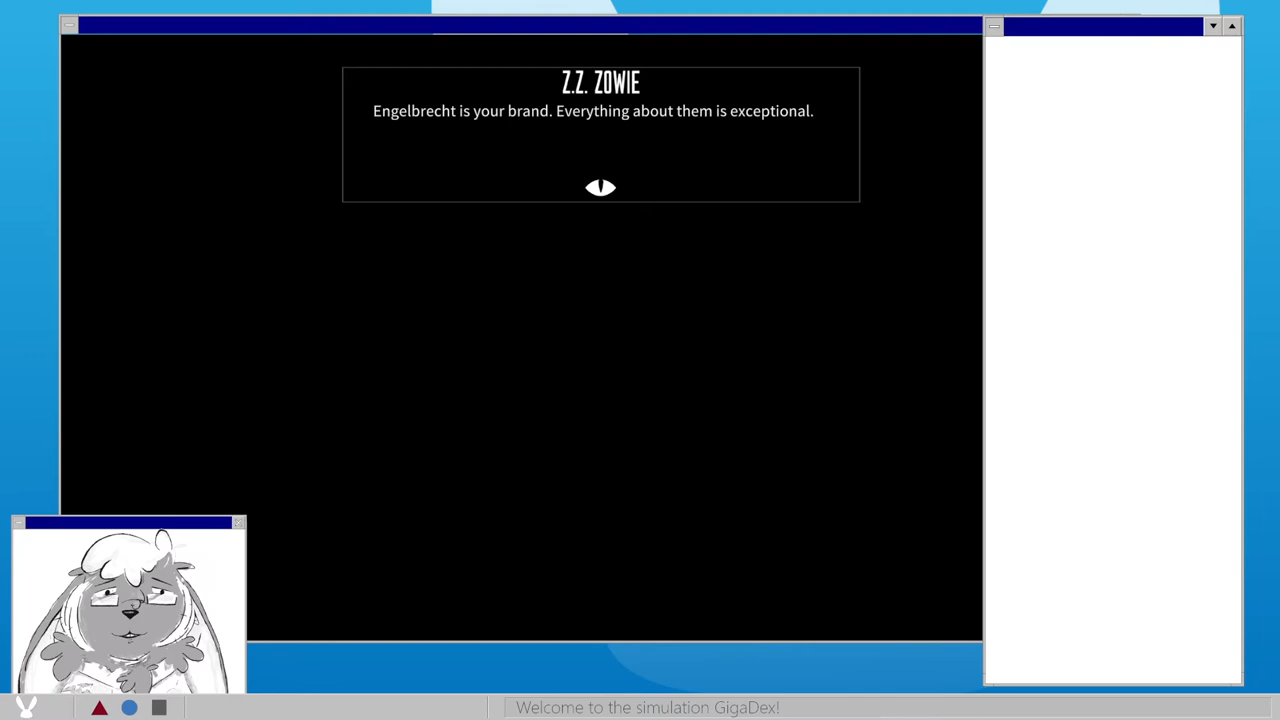 Z.Z. ZOWIE
Engelbrecht is your brand. Everything about them is exceptional.
Welcome to the simulation GigaDex!